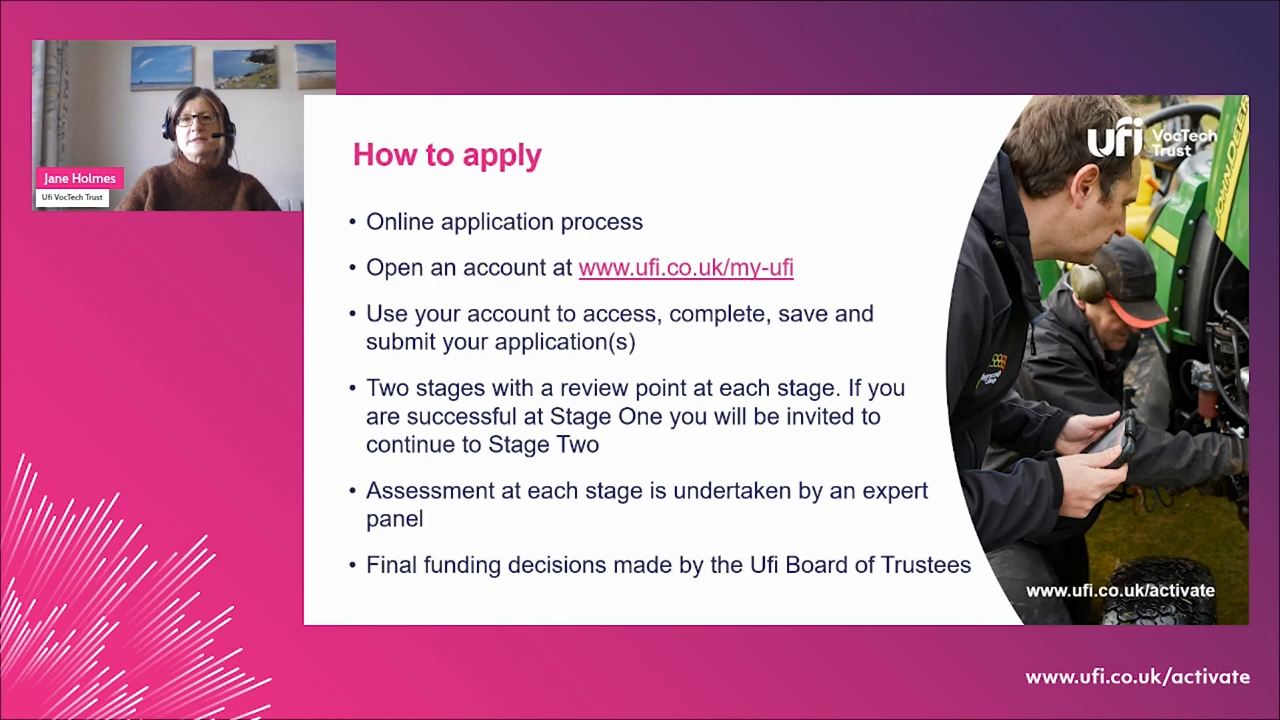 Jane Holmes
Ufi VocTech Trust
How to apply
• Online application process
• Open an account at www.ufi.co.uk/my-ufi
• Use your account to access, complete, save and
submit your application(s)
• Two stages with a review point at each stage. If you
are successful at Stage One you will be invited to
continue to Stage Two
• Assessment at each stage is undertaken by an expert
panel
• Final funding decisions made by the Ufi Board of Trustees
ufi VocTech
Trust
JOHN DEERE
www.ufi.co.uk/activate
www.ufi.co.uk/activate